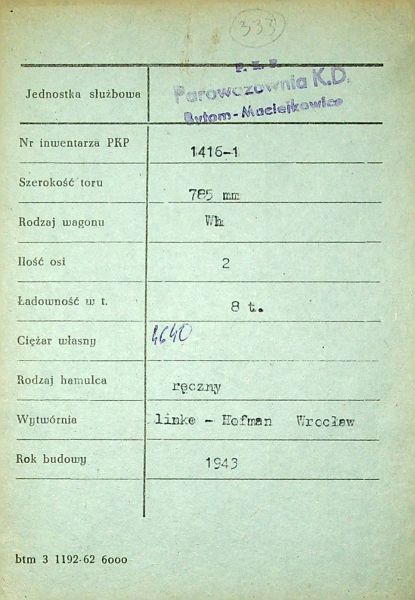 339
P. K. P.
Jednostka służbowa Parowozownia K.D.
Bytom-Maciejkowice
Nr inwentarza PKP 1416-1
Szerokość toru 785 mm
Rodzaj wagonu Wh
Ilość osi 2
Ładowność w t. 8 t.
Ciężar własny 4640
Rodzaj hamulca ręczny
Wytwórnia linke - Hofman Wrocław
Rok budowy 1943
btm 3 1192-62 6000